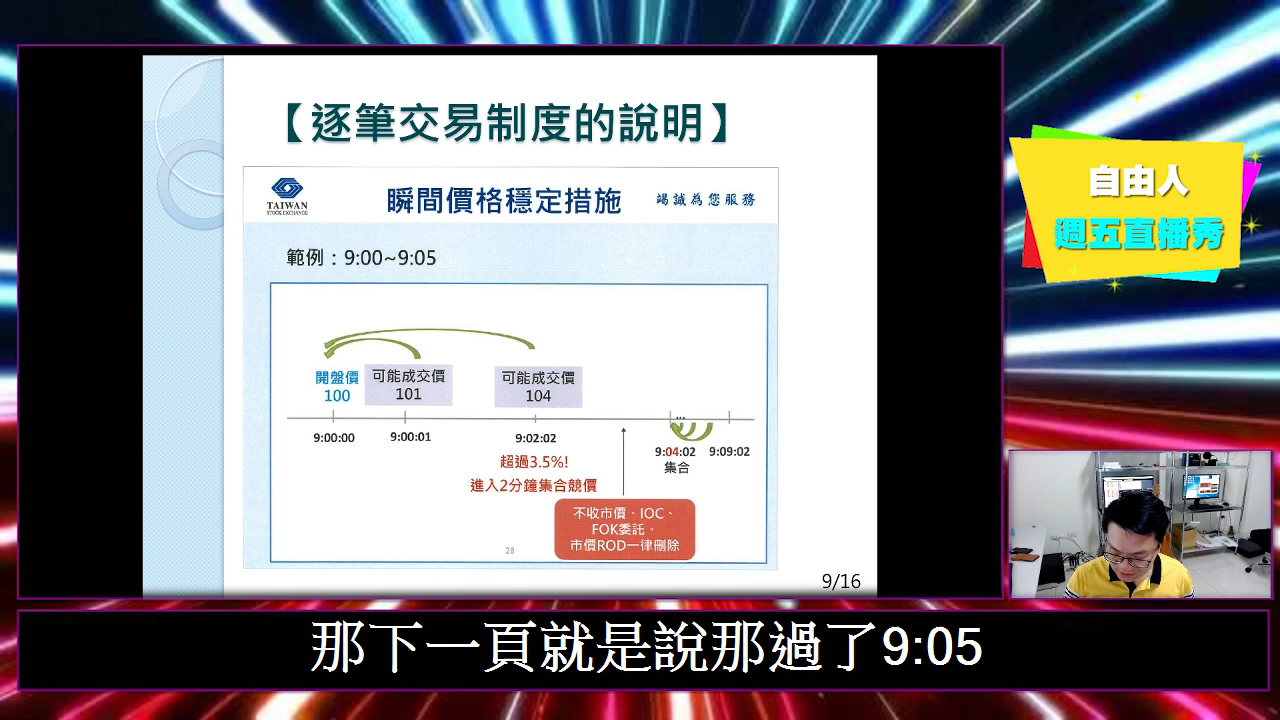 【逐筆交易制度的說明】
TAIWAN
STOCK EXCHANGE
瞬間價格穩定措施
竭誠為您服務
範例：9:00~9:05
開盤價
100
可能成交價
101
可能成交價
104
...
9:00:00
9:00:01
9:02:02
9:04:02
9:09:02
集合
超過3.5%!
進入2分鐘集合競價
不收市價、IOC、
FOK委託。
市價ROD一律刪除
28
9/16
自由人
週五直播秀
那下一頁就是說那過了9:05